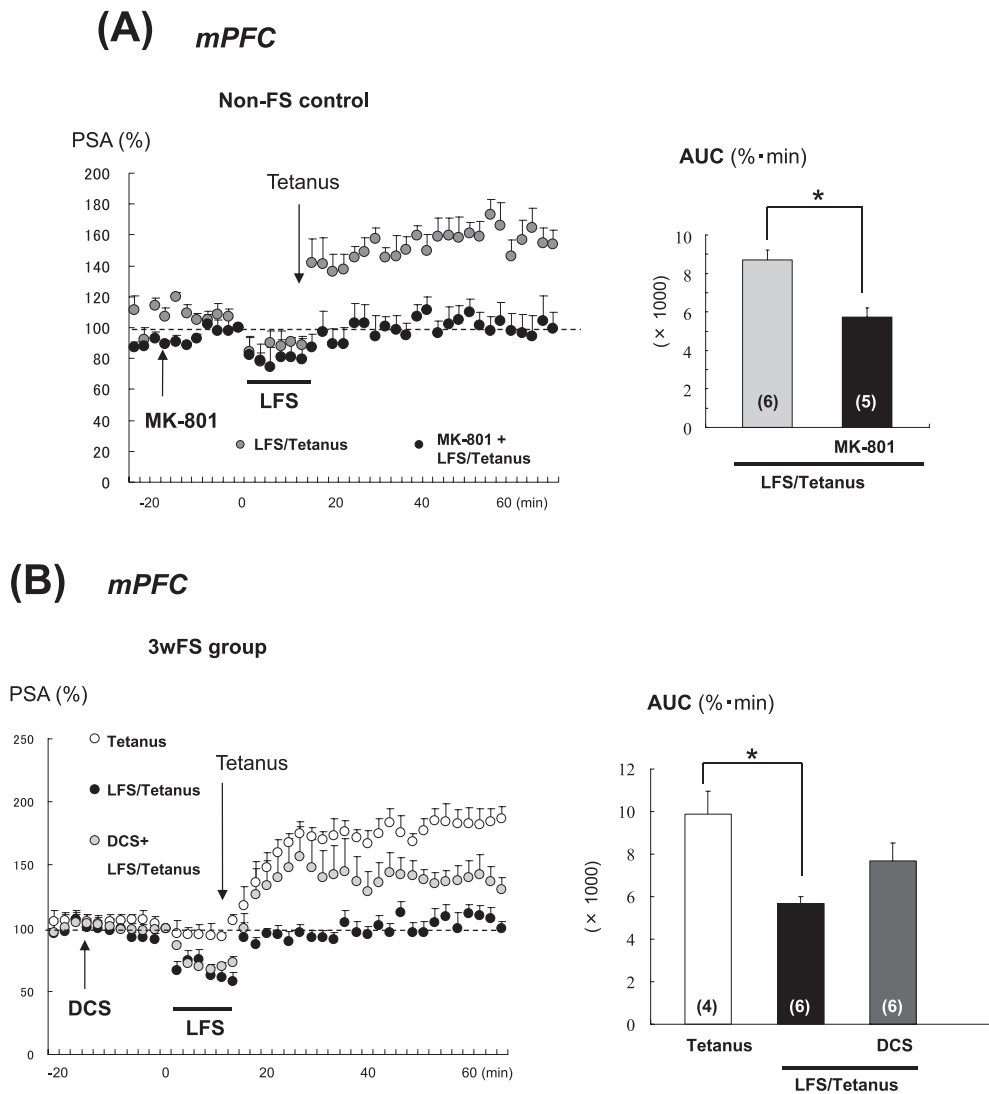 (A) mPFC
Non-FS control
PSA (%)
200
180
160
140
120
100
80
60
40
20
0
Tetanus
MK-801
LFS
LFS/Tetanus
MK-801 +
LFS/Tetanus
-20 0 20 40 60 (min)
AUC (%·min)
*
(× 1000)
10
8
6
4
2
0
(6) (5)
MK-801
LFS/Tetanus
(B) mPFC
3wFS group
PSA (%)
250
200
150
100
50
0
Tetanus
LFS/Tetanus
DCS+
LFS/Tetanus
Tetanus
DCS
LFS
-20 0 20 40 60 (min)
AUC (%·min)
*
(× 1000)
12
10
8
6
4
2
0
(4) (6) (6)
Tetanus DCS
LFS/Tetanus